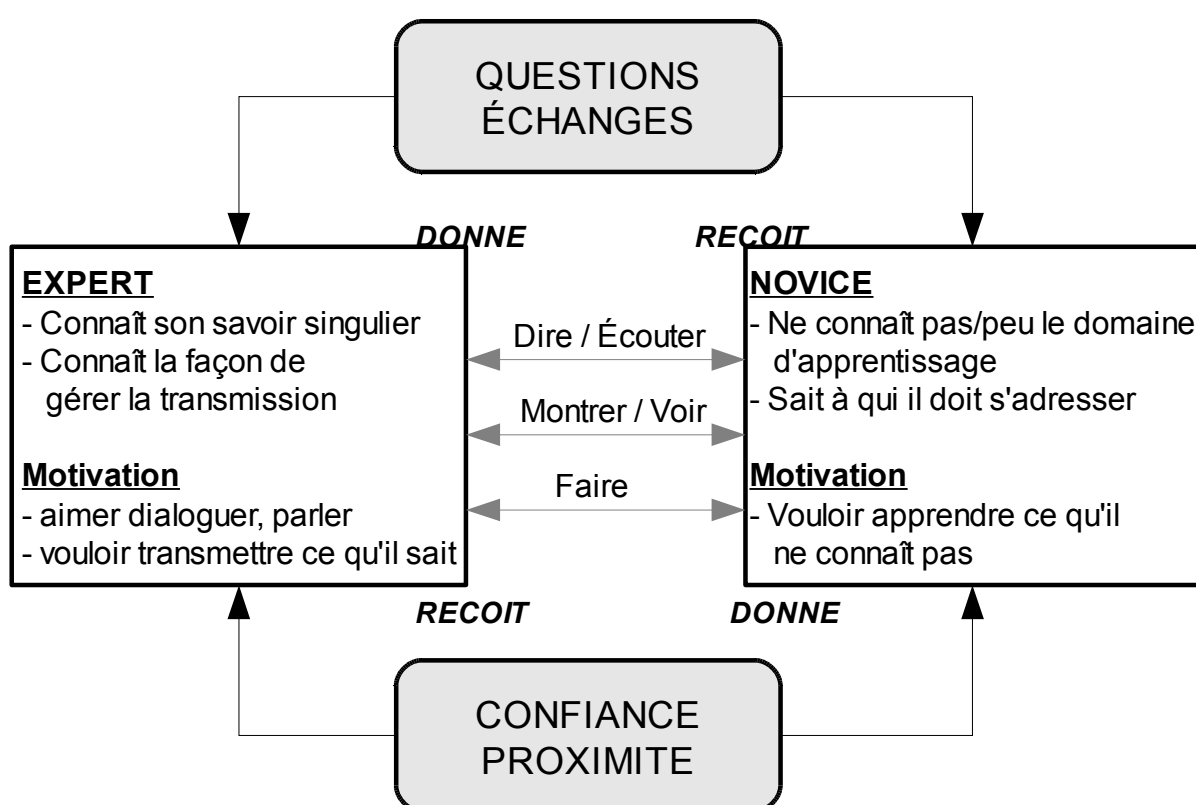 QUESTIONS
ÉCHANGES
DONNE
RECOIT
EXPERT
- Connaît son savoir singulier
- Connaît la façon de
gérer la transmission
Motivation
- aimer dialoguer, parler
- vouloir transmettre ce qu'il sait
Dire / Écouter
Montrer / Voir
Faire
NOVICE
- Ne connaît pas/peu le domaine
d'apprentissage
- Sait à qui il doit s'adresser
Motivation
- Vouloir apprendre ce qu'il
ne connaît pas
RECOIT
DONNE
CONFIANCE
PROXIMITE